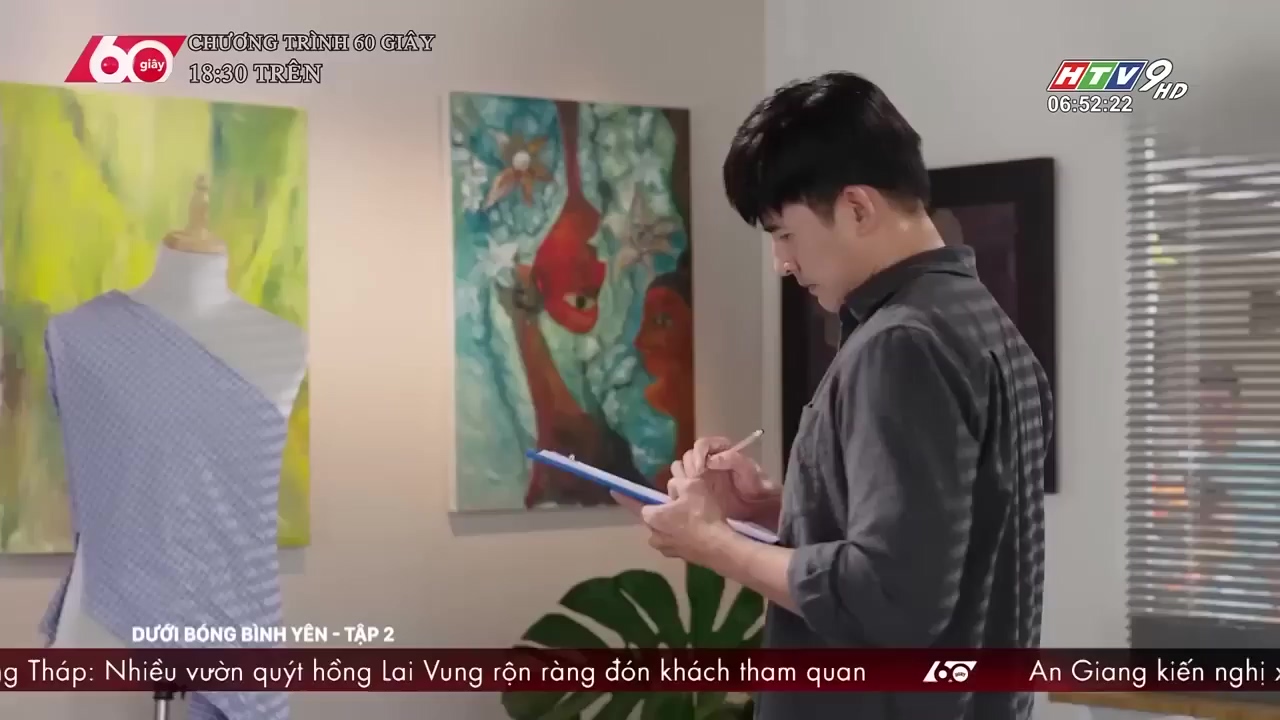 60 giây
CHƯƠNG TRÌNH 60 GIÂY
18:30 TRÊN
HTV9 HD
06:52:22
DƯỚI BÓNG BÌNH YÊN - TẬP 2
g Tháp: Nhiều vườn quýt hồng Lai Vung rộn ràng đón khách tham quan
60 giây
An Giang kiến nghị